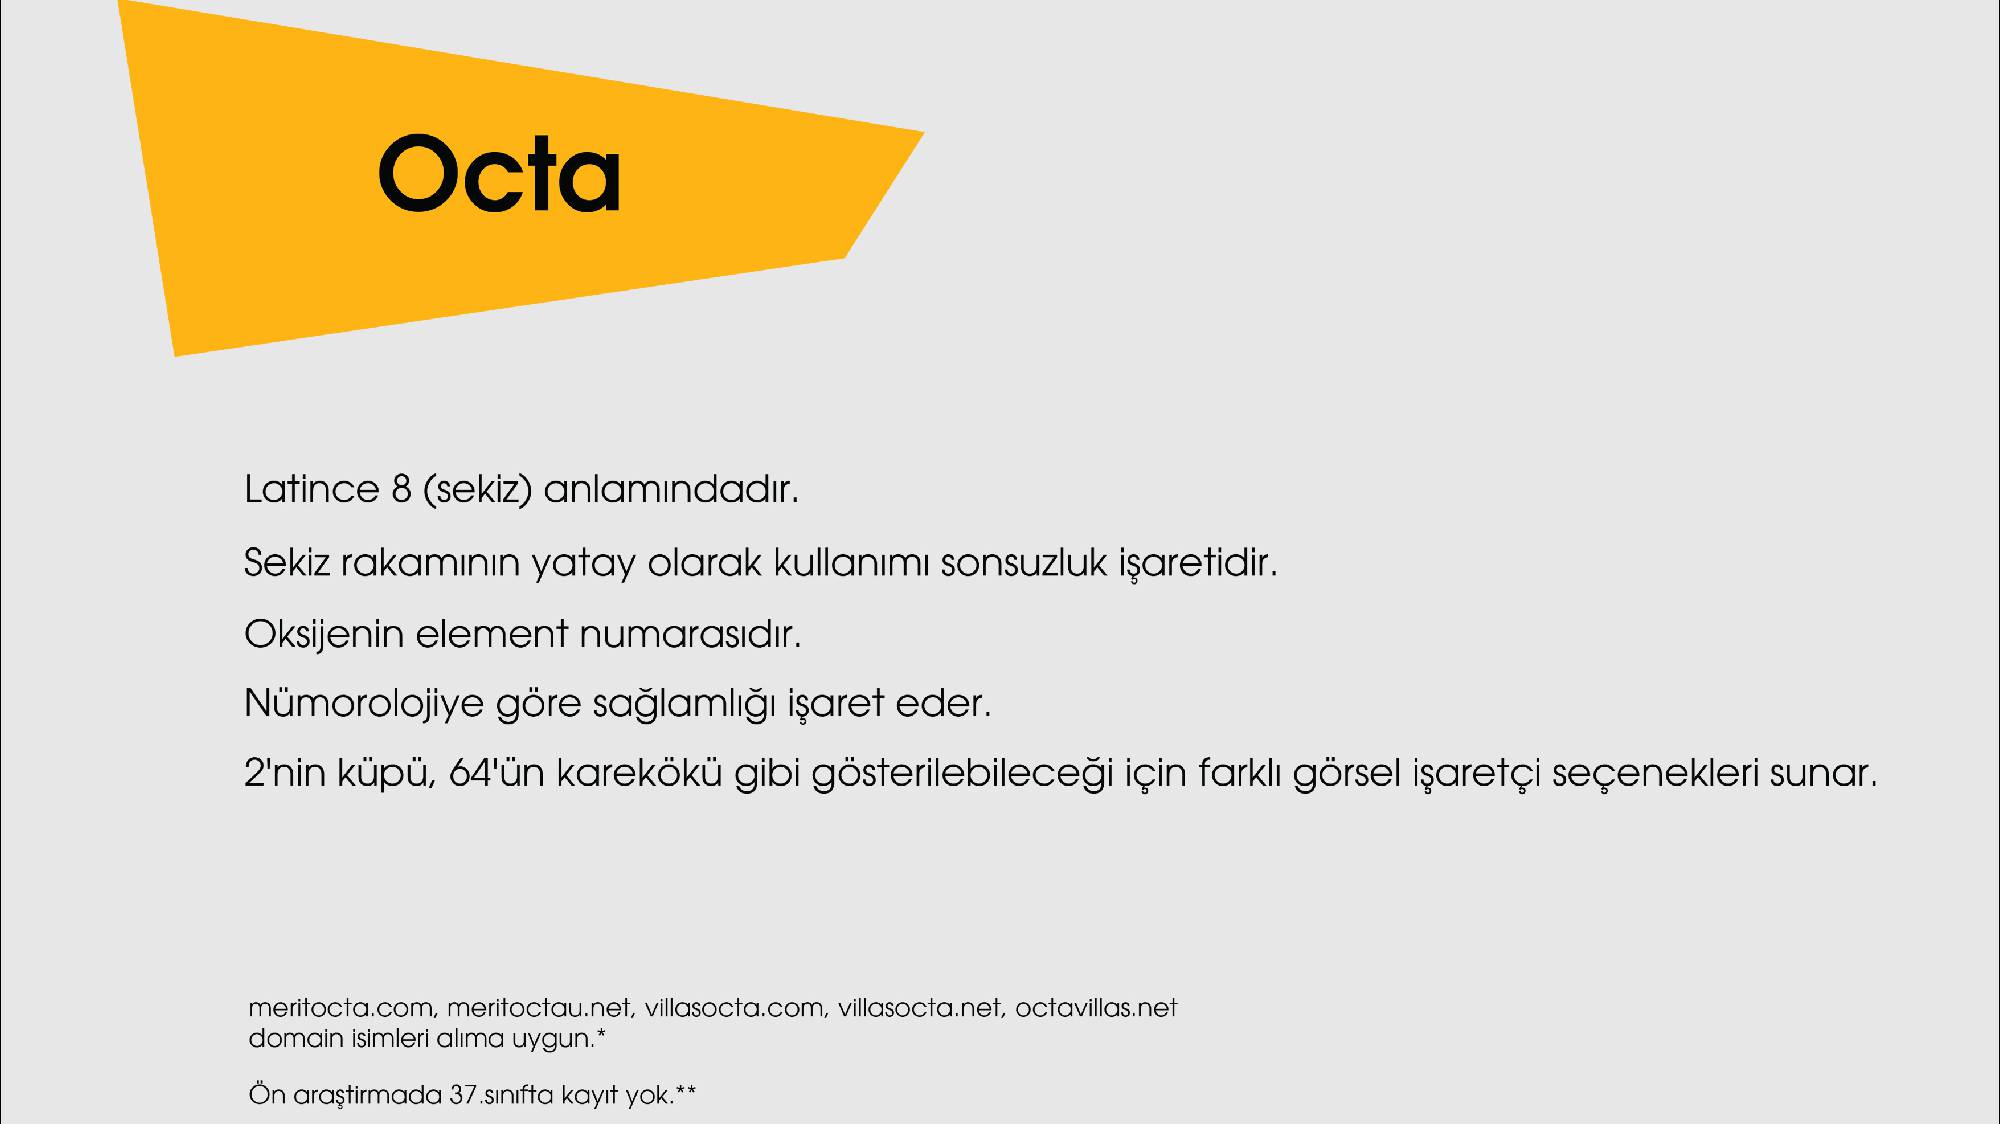 Octa
Latince 8 (sekiz) anlamındadır.
Sekiz rakamının yatay olarak kullanımı sonsuzluk işaretidir.
Oksijenin element numarasıdır.
Nümorolojiye göre sağlamlığı işaret eder.
2'nin küpü, 64'ün karekökü gibi gösterilebileceği için farklı görsel işaretçi seçenekleri sunar.
meritocta.com, meritoctau.net, villasocta.com, villasocta.net, octavillas.net
domain isimleri alıma uygun.*
Ön araştirmada 37.sınıfta kayıt yok.**